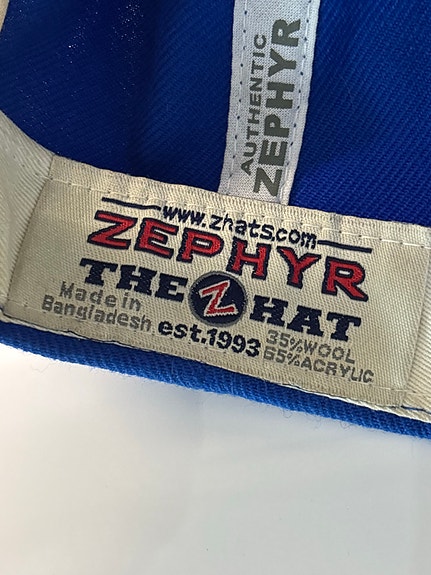 AUTHENTIC
ZEPHYR
www.zhats.com
ZEPHYR
THE Z HAT
Made in
Bangladesh
est.1993
35%WOOL
65%ACRYLIC